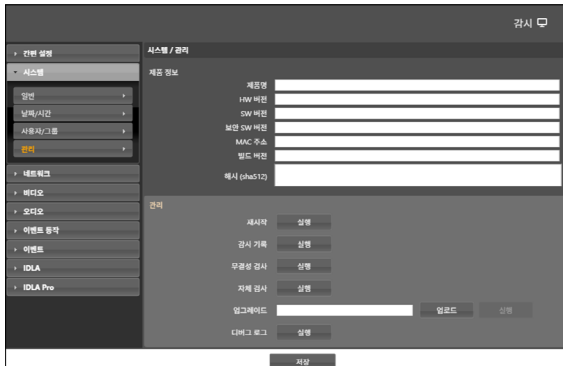 감시
간편 설정
시스템
일반
날짜/시간
사용자/그룹
관리
네트워크
비디오
오디오
이벤트 동작
이벤트
IDLA
IDLA Pro
시스템 / 관리
제품 정보
제품명
HW 버전
SW 버전
보안 SW 버전
MAC 주소
빌드 버전
해시 (sha512)
관리
재시작 실행
감사 기록 실행
무결성 검사 실행
자체 검사 실행
업그레이드 업로드 실행
디버그 로그 실행
저장